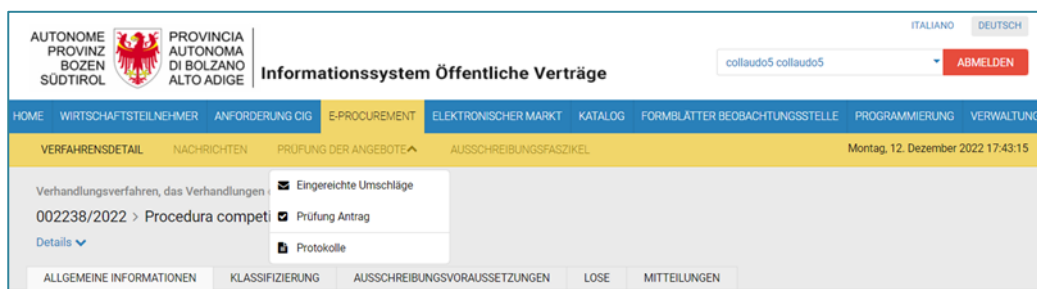 ITALIANO DEUTSCH
AUTONOME PROVINZ BOZEN SÜDTIROL
PROVINCIA AUTONOMA DI BOLZANO ALTO ADIGE
Informationssystem Öffentliche Verträge
collaudo5 collaudo5 ABMELDEN
HOME WIRTSCHAFTSTEILNEHMER ANFORDERUNG CIG E-PROCUREMENT ELEKTRONISCHER MARKT KATALOG FORMBLÄTTER BEOBACHTUNGSSTELLE PROGRAMMIERUNG VERWALTUNG
VERFAHRENSDETAIL NACHRICHTEN PRÜFUNG DER ANGEBOTE AUSSCHREIBUNGSFASZIKEL Montag, 12. Dezember 2022 17:43:15
Verhandlungsverfahren, das Verhandlungen
Eingereichte Umschläge
002238/2022 > Procedura competi
Prüfung Antrag
Details
Protokolle
ALLGEMEINE INFORMATIONEN KLASSIFIZIERUNG AUSSCHREIBUNGSVORAUSSETZUNGEN LOSE MITTEILUNGEN